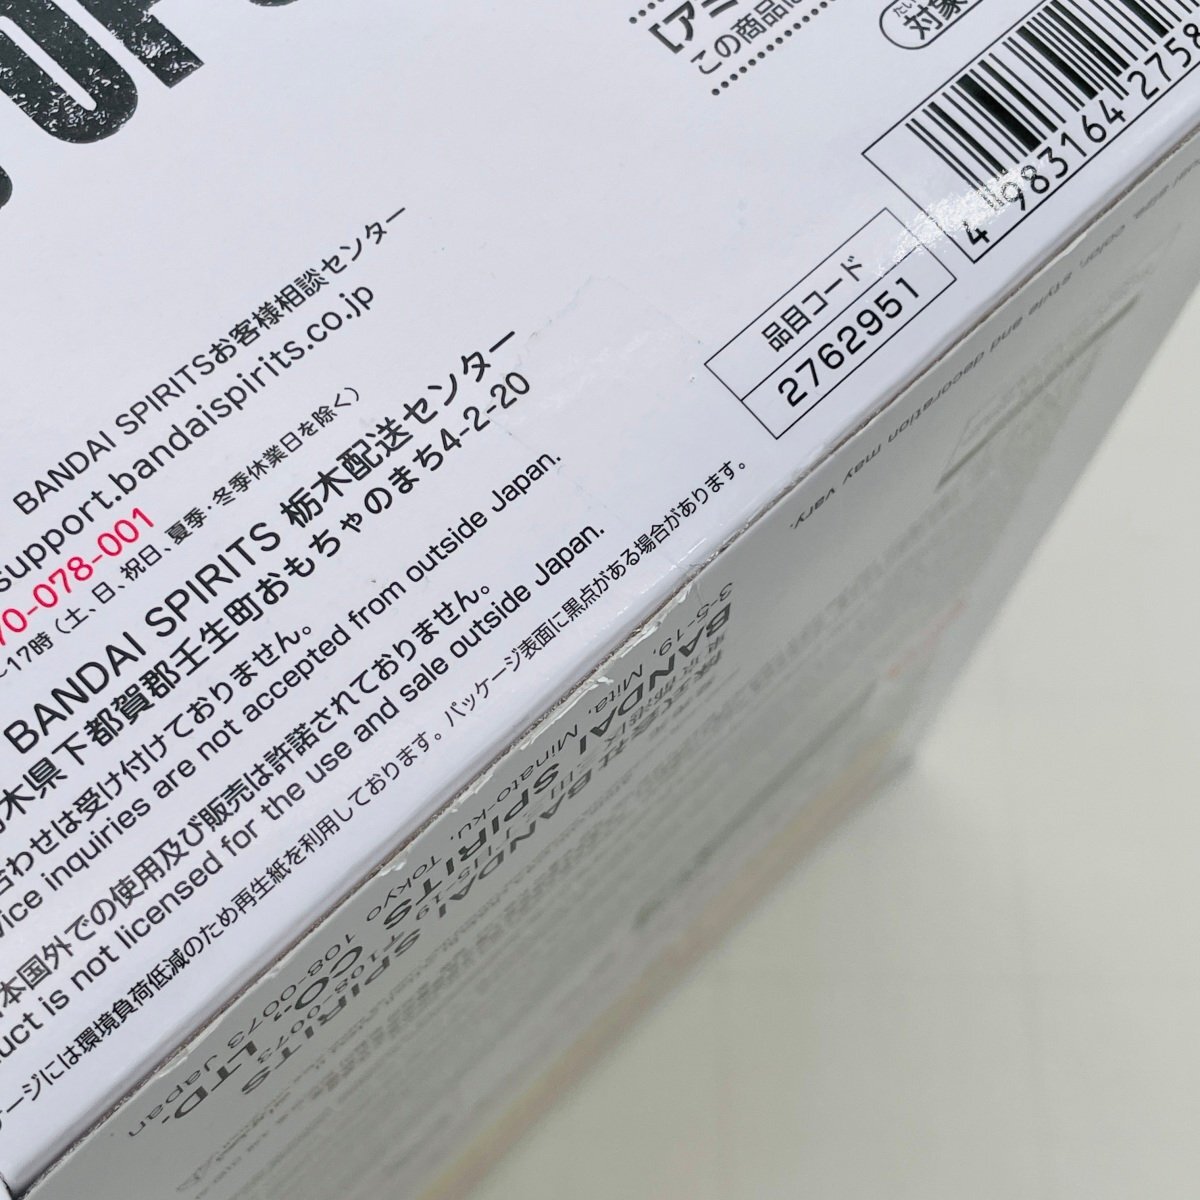 [アニ
この商品は
対象
4 983164 2758
品目コード
2762951
BANDAI SPIRITSお客様相談センター
support.bandaispirits.co.jp
70-078-001
~17時(土、日、祝日、夏季・冬季休業日を除く)
BANDAI SPIRITS 栃木配送センター
木県下都賀郡壬生町おもちゃのまち4-2-20
合わせは受け付けておりません。
vice inquiries are not accepted from outside Japan.
本国外での使用及び販売は許諾されておりません。
duct is not licensed for the use and sale outside Japan.
ージには環境負荷低減のため再生紙を利用しております。パッケージ表面に黒点がある場合があります。
color, style and decoration may vary.
BANDAI SPIRITS
BANDAI SPIRITS CO., LTD.
3-5-19, Mita, Minato-ku, Tokyo 108-0073 Japan